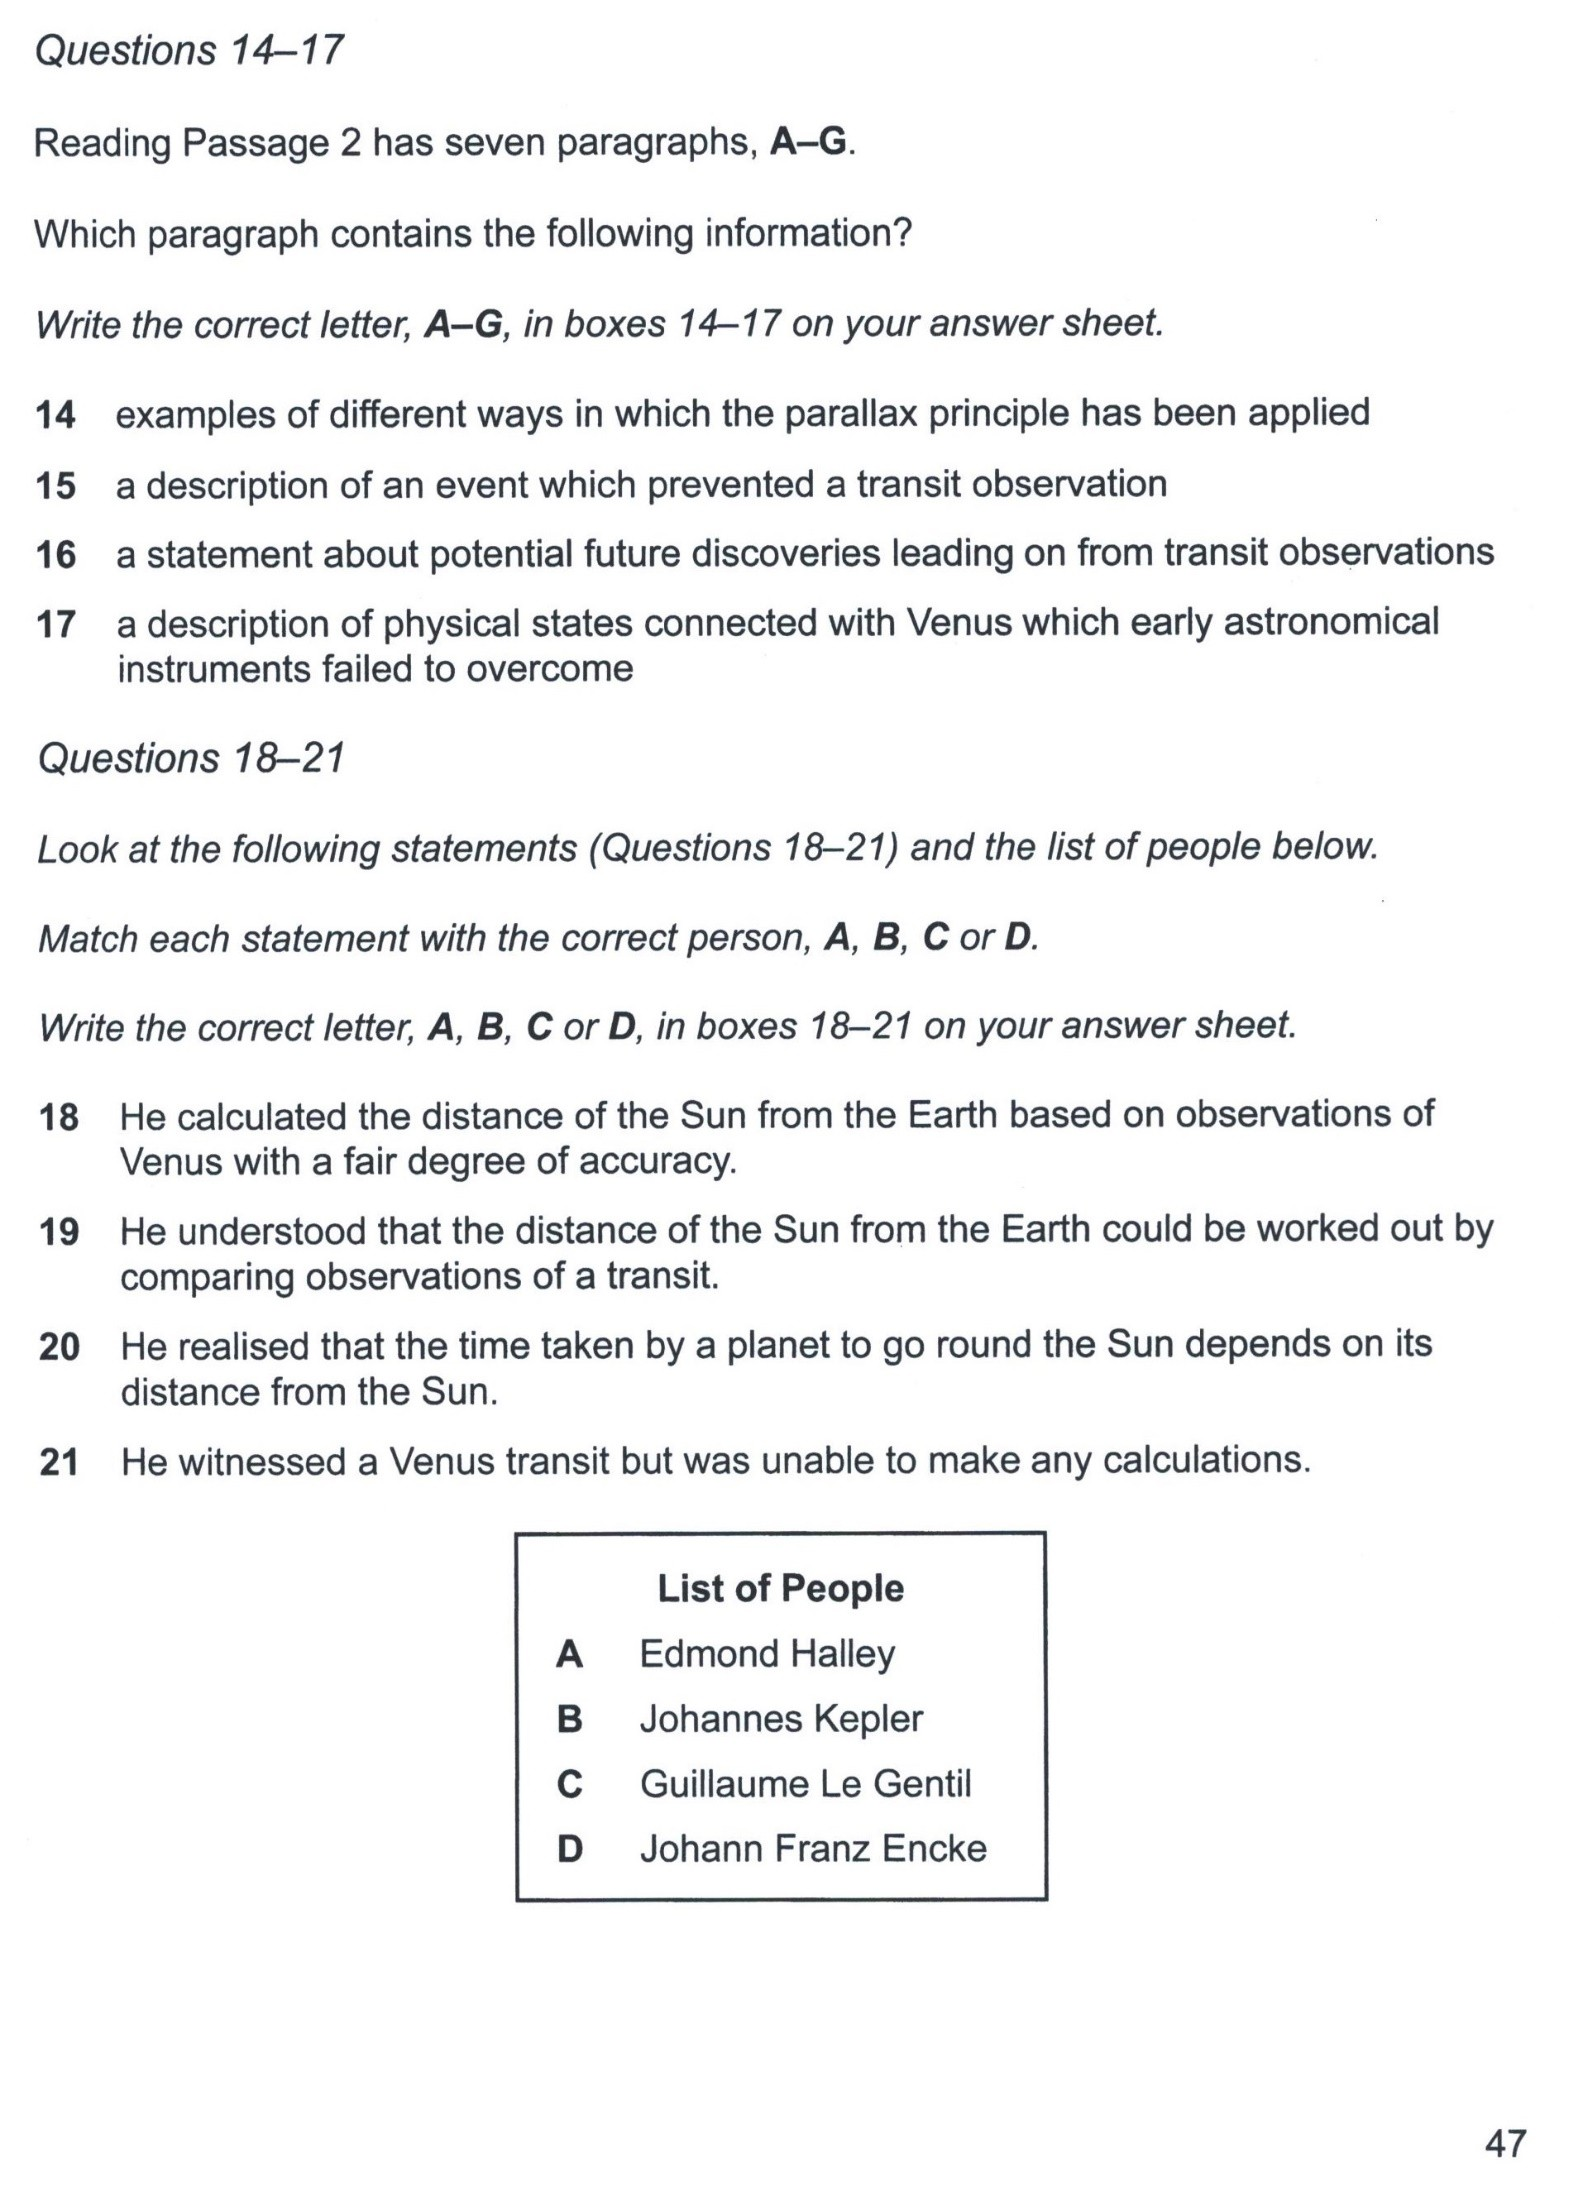 Questions 14–17
Reading Passage 2 has seven paragraphs, A–G.
Which paragraph contains the following information?
Write the correct letter, A–G, in boxes 14–17 on your answer sheet.
14 examples of different ways in which the parallax principle has been applied
15 a description of an event which prevented a transit observation
16 a statement about potential future discoveries leading on from transit observations
17 a description of physical states connected with Venus which early astronomical
instruments failed to overcome
Questions 18–21
Look at the following statements (Questions 18–21) and the list of people below.
Match each statement with the correct person, A, B, C or D.
Write the correct letter, A, B, C or D, in boxes 18–21 on your answer sheet.
18 He calculated the distance of the Sun from the Earth based on observations of
Venus with a fair degree of accuracy.
19 He understood that the distance of the Sun from the Earth could be worked out by
comparing observations of a transit.
20 He realised that the time taken by a planet to go round the Sun depends on its
distance from the Sun.
21 He witnessed a Venus transit but was unable to make any calculations.
List of People
A Edmond Halley
B Johannes Kepler
C Guillaume Le Gentil
D Johann Franz Encke
47